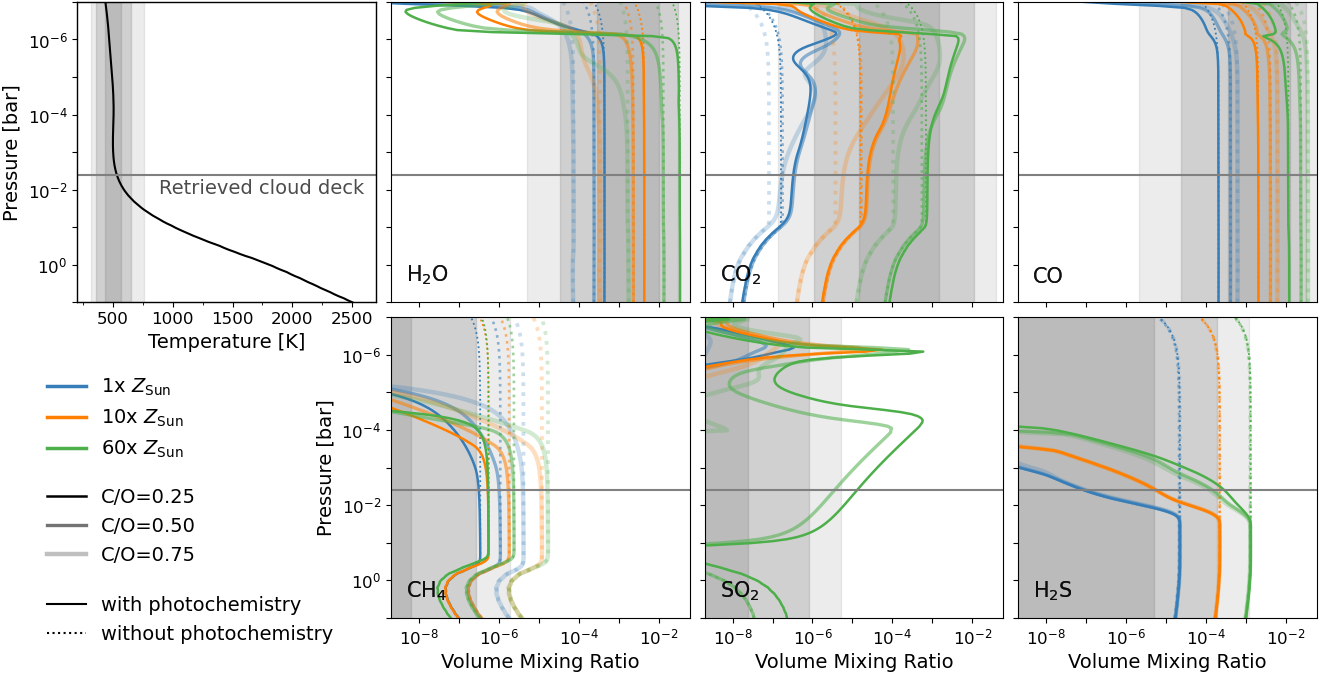 Pressure [bar]
10⁻⁶
10⁻⁴
10⁻²
10⁰
Retrieved cloud deck
500 1000 1500 2000 2500
Temperature [K]
H₂O
CO₂
CO
1x Z_Sun
10x Z_Sun
60x Z_Sun
C/O=0.25
C/O=0.50
C/O=0.75
with photochemistry
without photochemistry
Pressure [bar]
10⁻⁶
10⁻⁴
10⁻²
10⁰
CH₄
SO₂
H₂S
10⁻⁸ 10⁻⁶ 10⁻⁴ 10⁻²
10⁻⁸ 10⁻⁶ 10⁻⁴ 10⁻²
10⁻⁸ 10⁻⁶ 10⁻⁴ 10⁻²
Volume Mixing Ratio
Volume Mixing Ratio
Volume Mixing Ratio